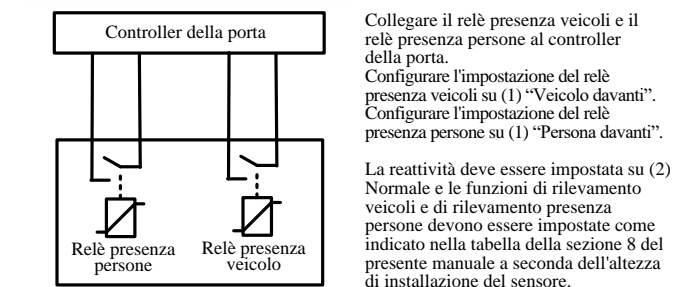 Controller della porta
Relè presenza
persone
Relè presenza
veicolo
Collegare il relè presenza veicoli e il
relè presenza persone al controller
della porta.
Configurare l'impostazione del relè
presenza veicoli su (1) “Veicolo davanti”.
Configurare l'impostazione del relè
presenza persone su (1) “Persona davanti”.
La reattività deve essere impostata su (2)
Normale e le funzioni di rilevamento
veicoli e di rilevamento presenza
persone devono essere impostate come
indicato nella tabella della sezione 8 del
presente manuale a seconda dell'altezza
di installazione del sensore.